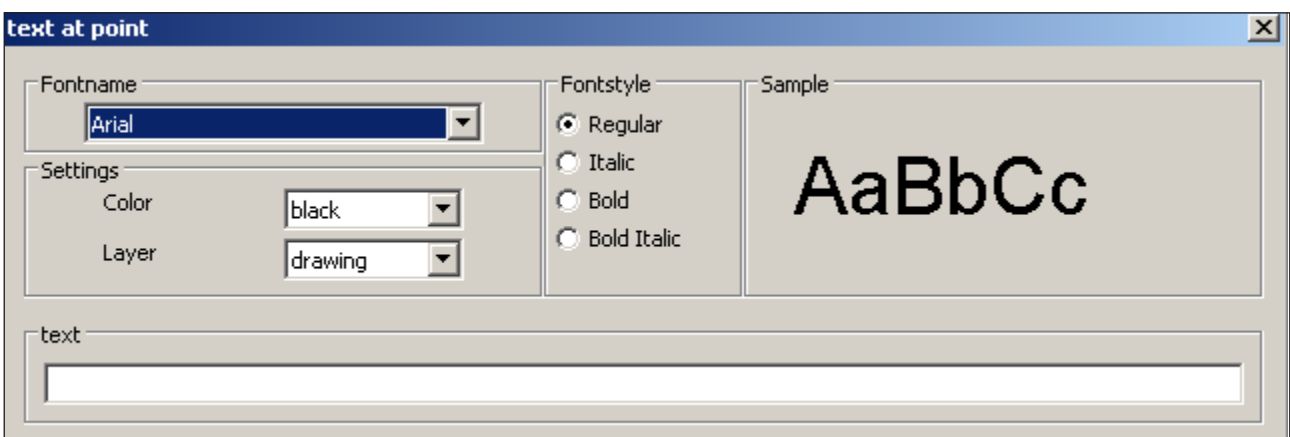 text at point
Fontname
Arial
Settings
Color
black
Layer
drawing
Fontstyle
Regular
Italic
Bold
Bold Italic
Sample
AaBbCc
text